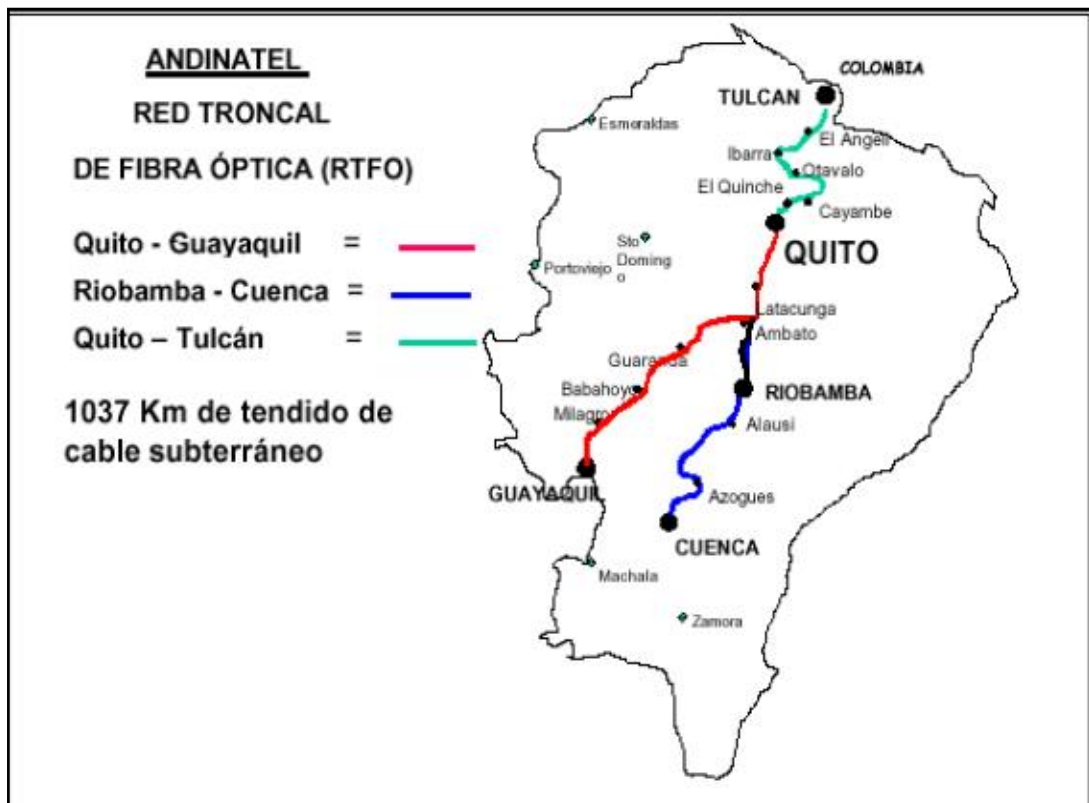 ANDINATEL
RED TRONCAL
DE FIBRA ÓPTICA (RTFO)
Quito - Guayaquil =
Riobamba - Cuenca =
Quito – Tulcán =
1037 Km de tendido de
cable subterráneo
COLOMBIA
TULCAN
Esmeraldas
El Angell
Ibarra
Otavalo
El Quinche
Cayambe
QUITO
Sto
Doming
o
Portoviejo
Latacunga
Ambato
Guaranda
Babahoyo
RIOBAMBA
Milagro
Alausi
GUAYAQUIL
Azogues
CUENCA
Machala
Zamora